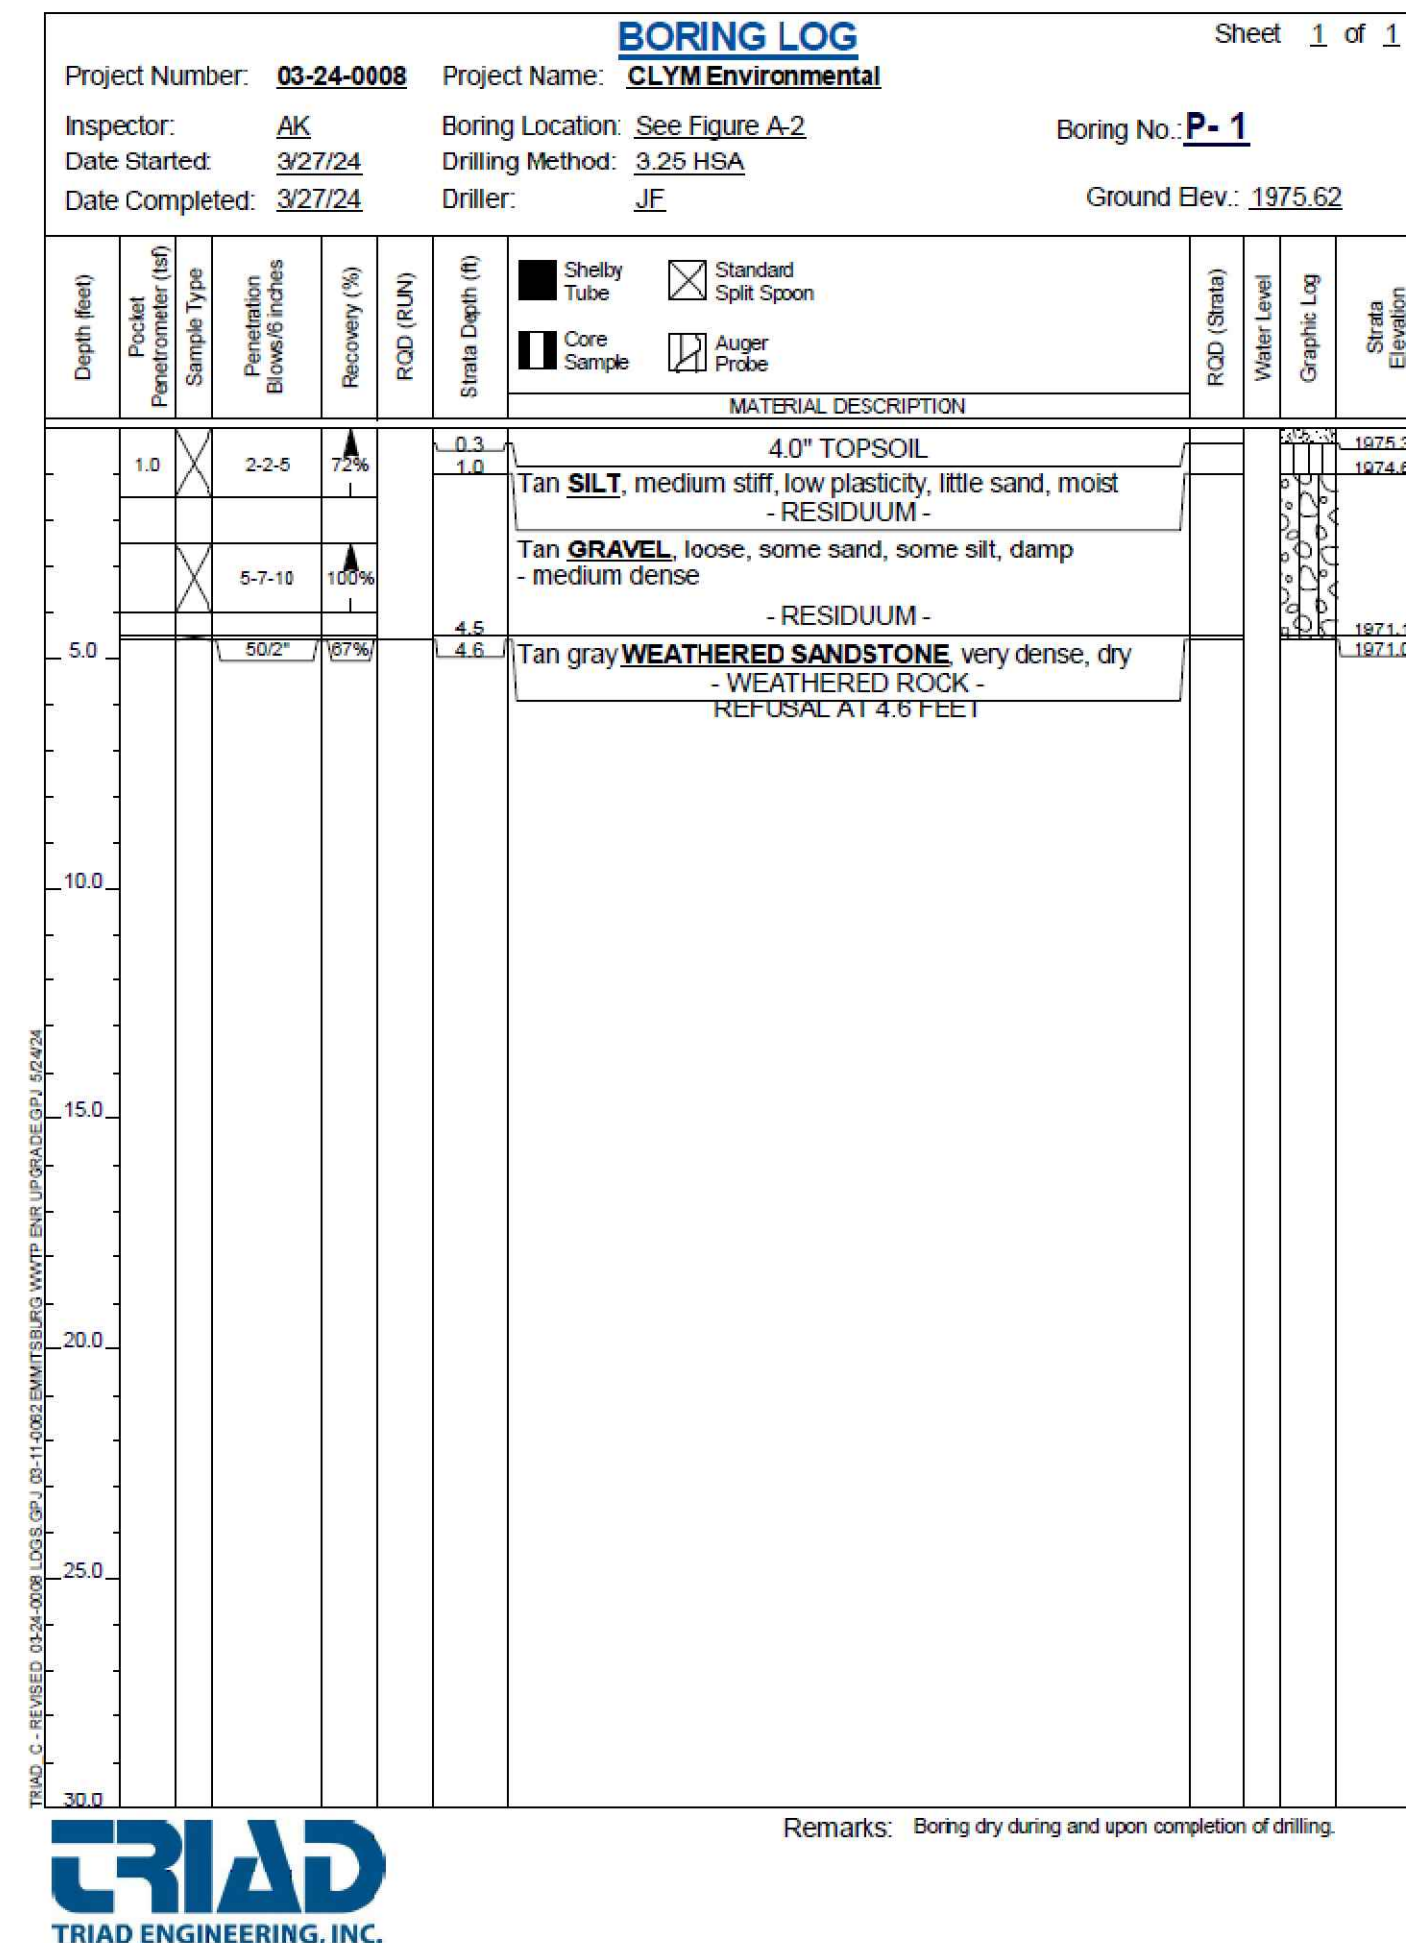 BORING LOG
Sheet 1 of 1
Project Number: 03-24-0008 Project Name: CLYM Environmental
Inspector: AK Boring Location: See Figure A-2 Boring No.: P- 1
Date Started: 3/27/24 Drilling Method: 3.25 HSA
Date Completed: 3/27/24 Driller: JF Ground Elev.: 1975.62
Depth (feet)
Pocket
Penetrometer (tsf)
Sample Type
Penetration
Blows/6 inches
Recovery (%)
RQD (RUN)
Strata Depth (ft)
Shelby
Tube
Standard
Split Spoon
Core
Sample
Auger
Probe
MATERIAL DESCRIPTION
RQD (Strata)
Water Level
Graphic Log
Strata
Elevation
0.3 4.0" TOPSOIL 1975.3
1.0 2-2-5 72% 1.0 1974.6
Tan SILT, medium stiff, low plasticity, little sand, moist
- RESIDUUM -
Tan GRAVEL, loose, some sand, some silt, damp
5-7-10 100% - medium dense
- RESIDUUM -
4.5 1971.1
5.0 50/2" 67% 4.6 Tan gray WEATHERED SANDSTONE, very dense, dry 1971.0
- WEATHERED ROCK -
REFUSAL AT 4.6 FEET
10.0
15.0
20.0
25.0
30.0
TRIAD_C - REVISED 03-24-0008 LOGS.GPJ 03-11-0062 EMMITSBURG WWTP ENR UPGRADE.GPJ 5/24/24
Remarks: Boring dry during and upon completion of drilling.
TRIAD
TRIAD ENGINEERING, INC.